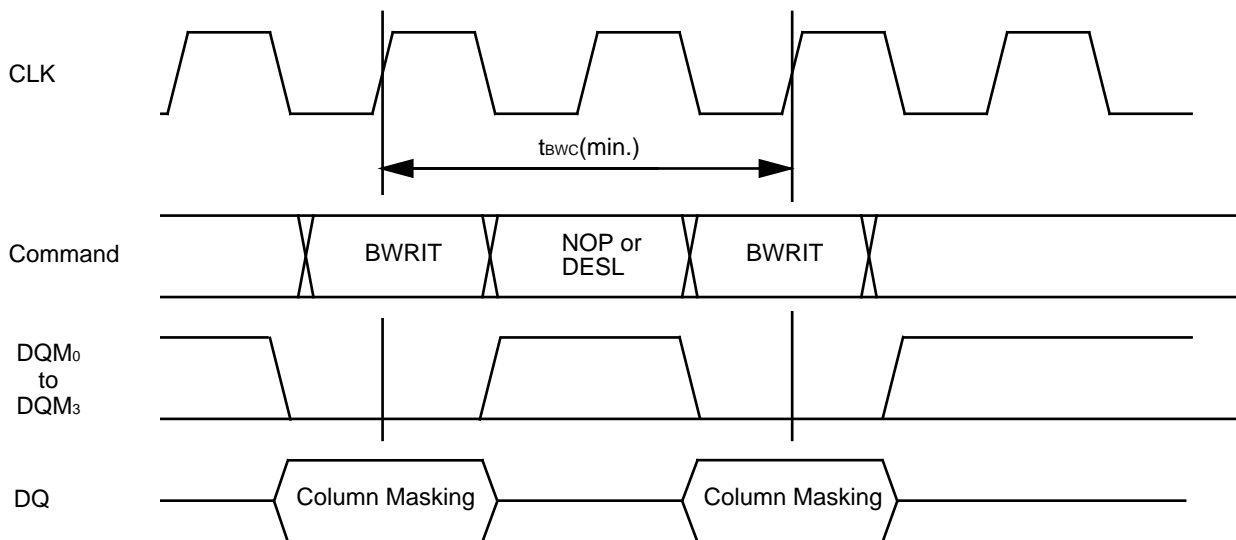 CLK
tBWC(min.)
Command
BWRIT
NOP or
DESL
BWRIT
DQM0
to
DQM3
DQ
Column Masking
Column Masking